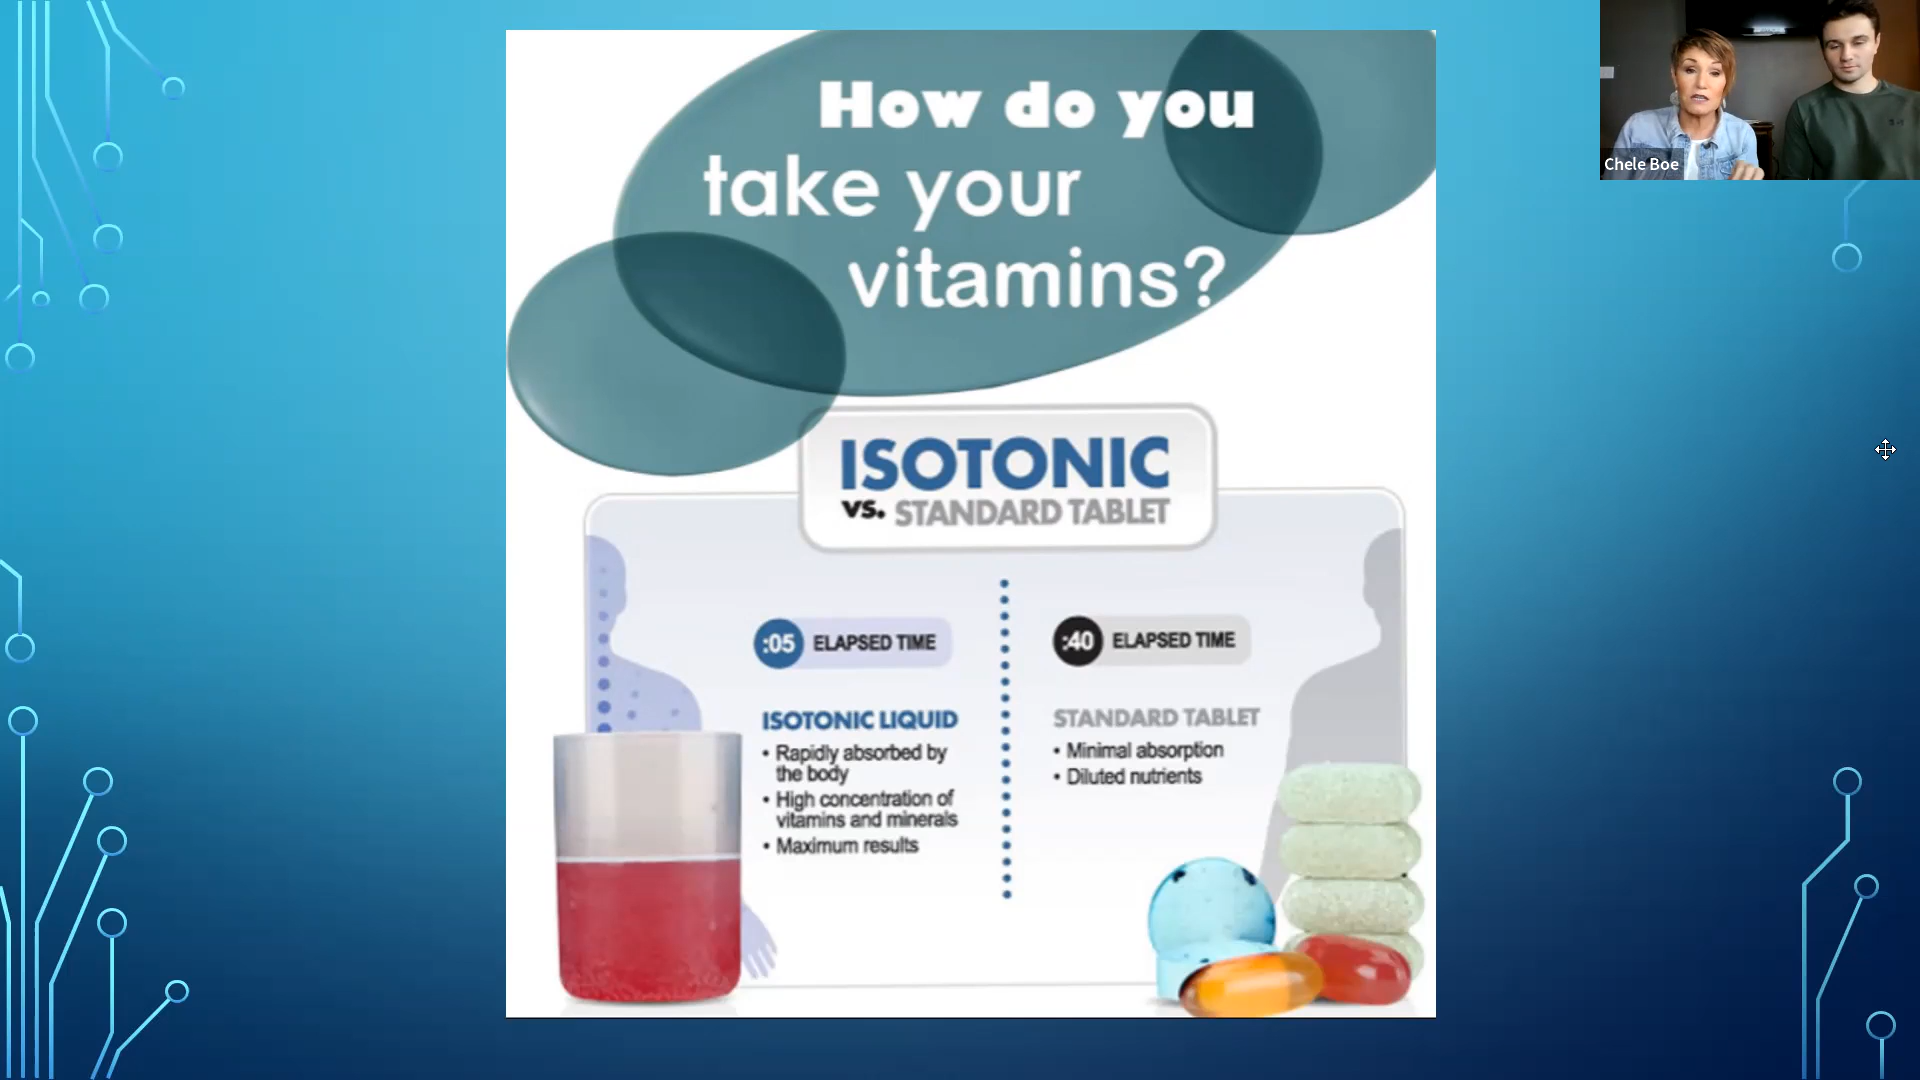 How do you
take your
vitamins?
ISOTONIC
vs. STANDARD TABLET
:05 ELAPSED TIME
ISOTONIC LIQUID
• Rapidly absorbed by
the body
• High concentration of
vitamins and minerals
• Maximum results
:40 ELAPSED TIME
STANDARD TABLET
• Minimal absorption
• Diluted nutrients
Chele Boe